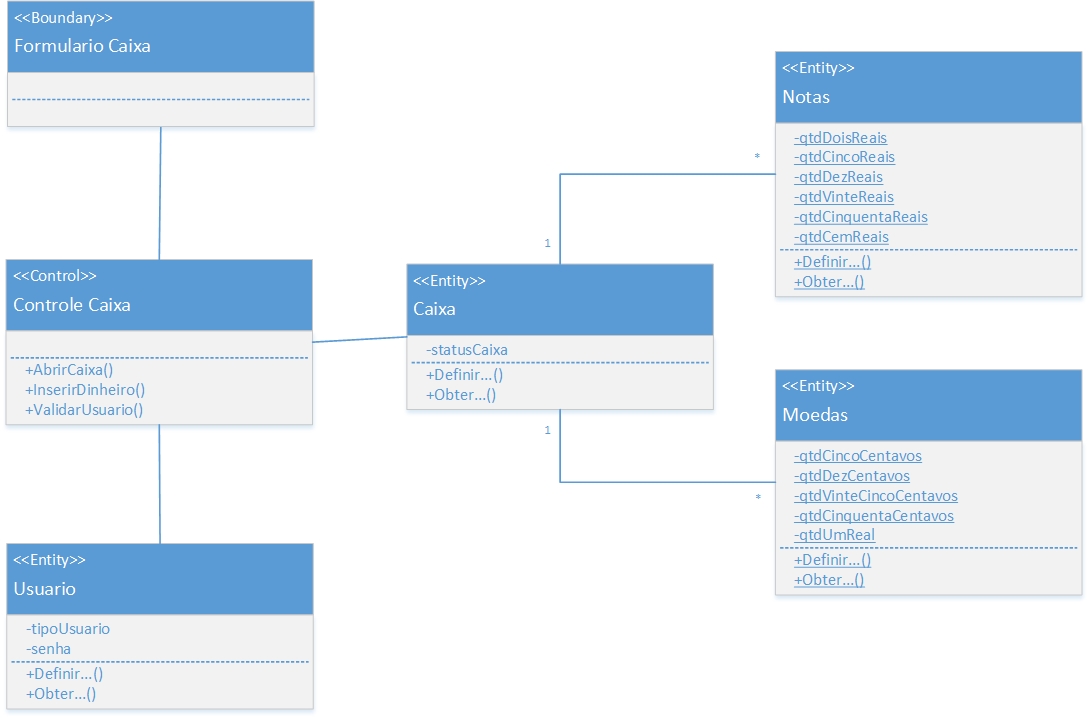 <<Boundary>>
Formulario Caixa
<<Control>>
Controle Caixa
+AbrirCaixa()
+InserirDinheiro()
+ValidarUsuario()
<<Entity>>
Usuario
-tipoUsuario
-senha
+Definir...()
+Obter...()
1
<<Entity>>
Caixa
-statusCaixa
+Definir...()
+Obter...()
1
*
<<Entity>>
Notas
-qtdDoisReais
-qtdCincoReais
-qtdDezReais
-qtdVinteReais
-qtdCinquentaReais
-qtdCemReais
+Definir...()
+Obter...()
*
<<Entity>>
Moedas
-qtdCincoCentavos
-qtdDezCentavos
-qtdVinteCincoCentavos
-qtdCinquentaCentavos
-qtdUmReal
+Definir...()
+Obter...()